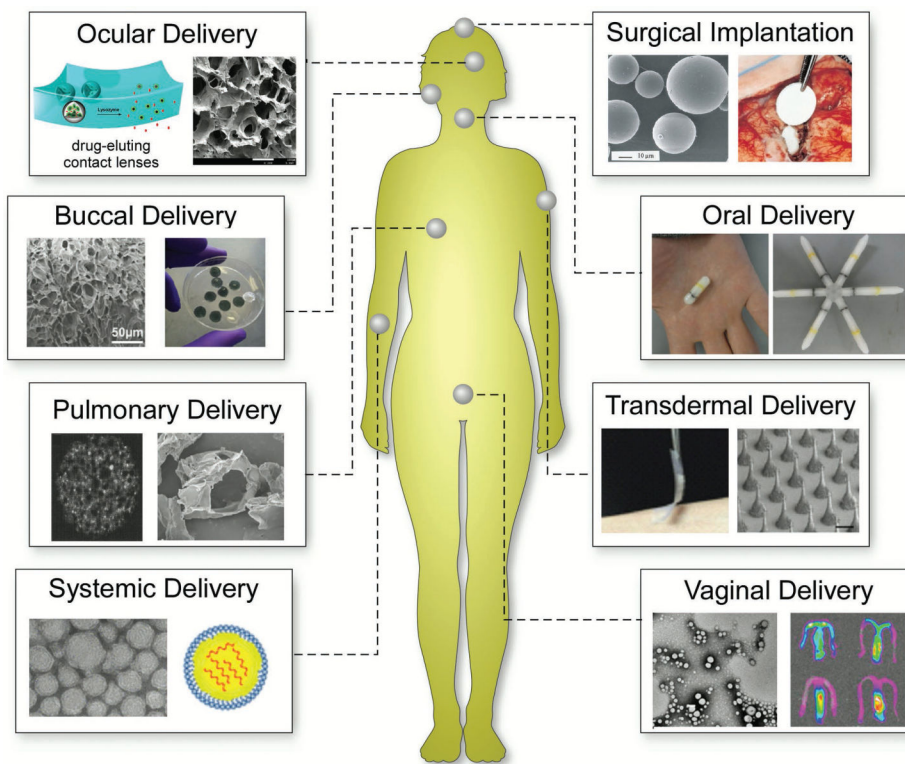 Ocular Delivery
Lysozyme
drug-eluting
contact lenses
Surgical Implantation
10 μm
Buccal Delivery
50μm
Oral Delivery
Pulmonary Delivery
Transdermal Delivery
Systemic Delivery
Vaginal Delivery